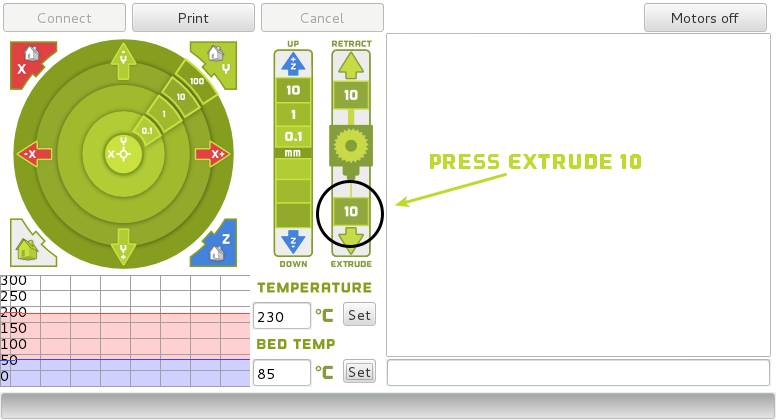 Connect
Print
Cancel
Motors off
X
Y
-Y
100
10
1
0.1
-X
X
Y
X+
Y+
Z
UP
+Z
10
1
0.1
mm
-Z
DOWN
RETRACT
10
10
EXTRUDE
PRESS EXTRUDE 10
300
250
200
150
100
50
0
TEMPERATURE
230 °C Set
BED TEMP
85 °C Set